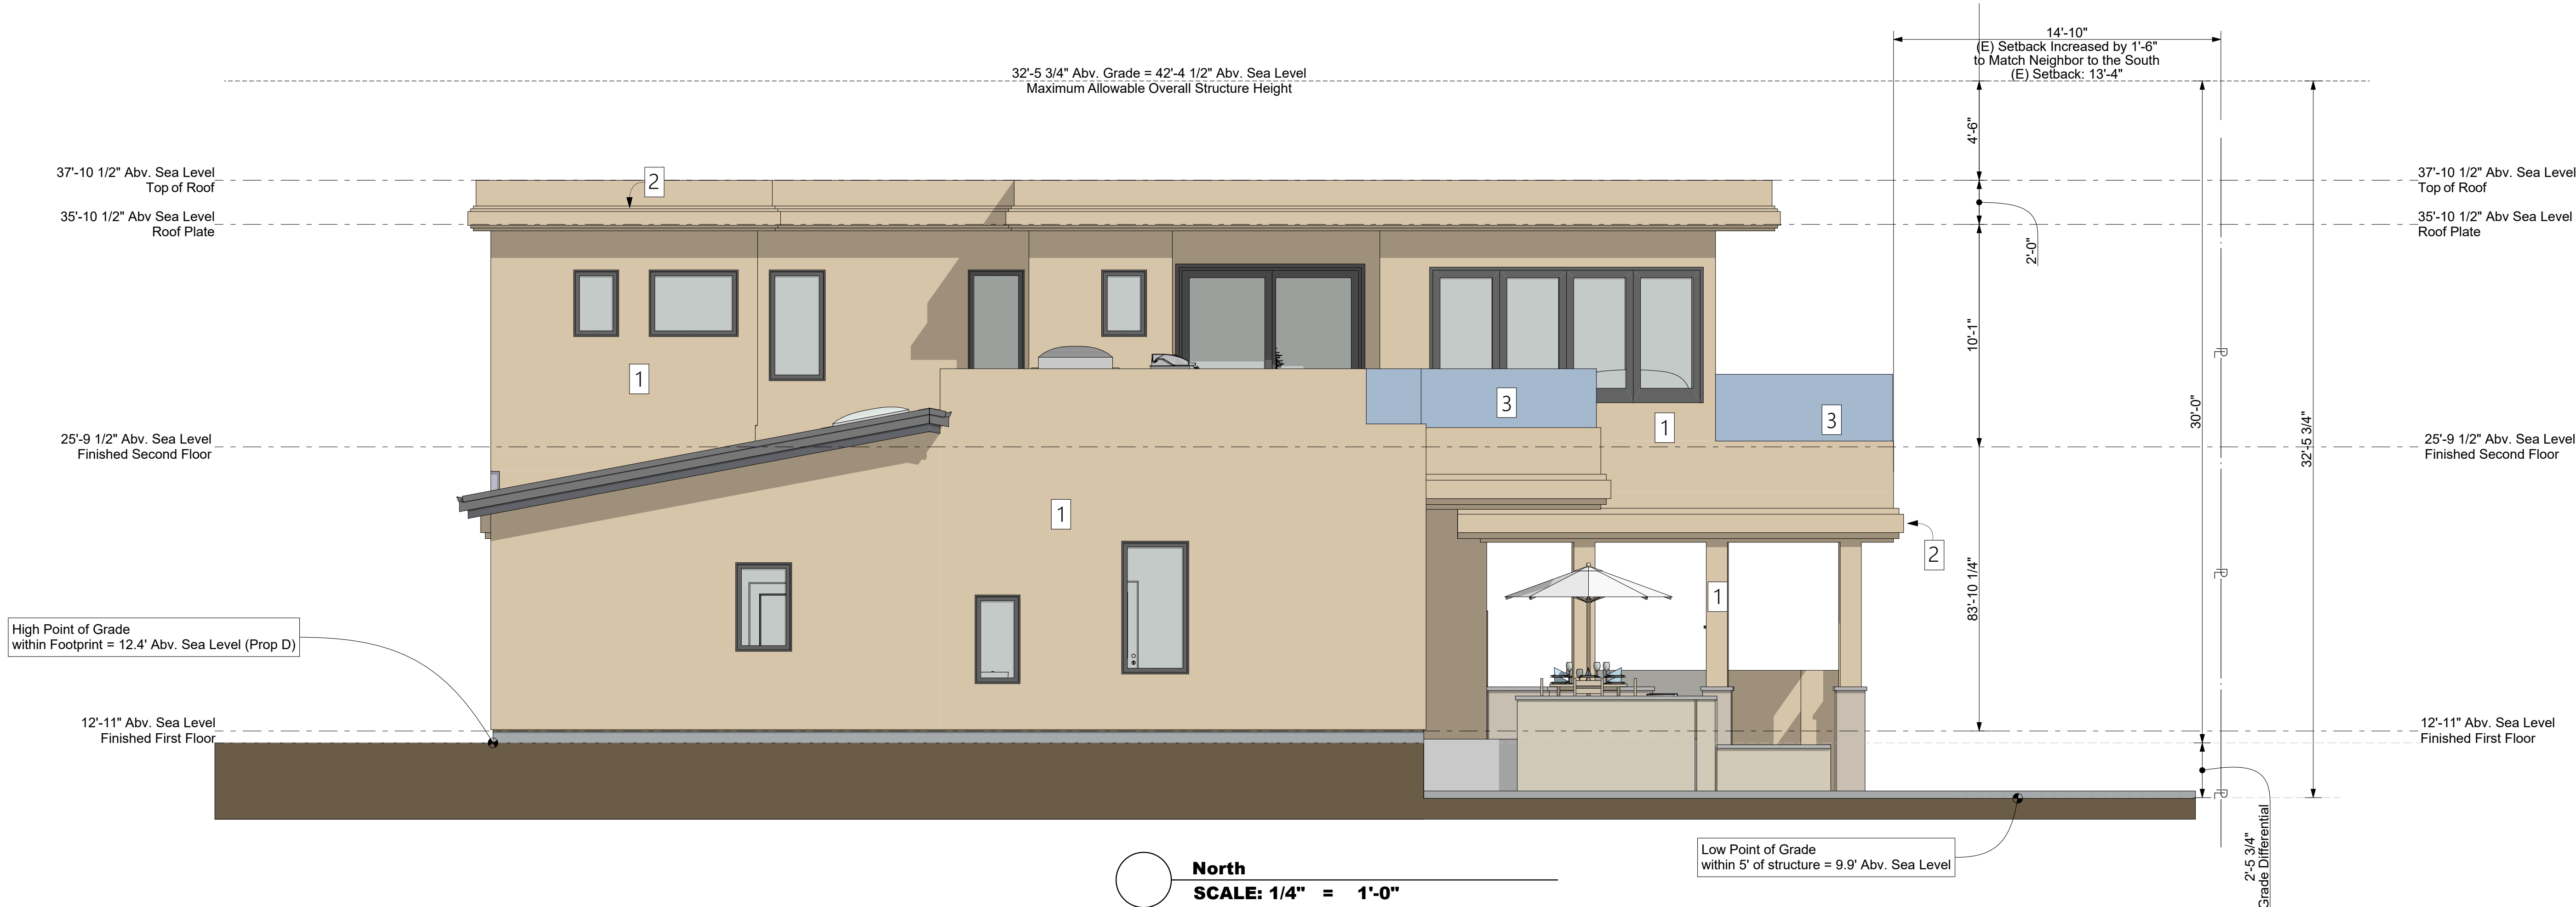 14'-10"
(E) Setback Increased by 1'-6"
to Match Neighbor to the South
(E) Setback: 13'-4"
32'-5 3/4" Abv. Grade = 42'-4 1/2" Abv. Sea Level
Maximum Allowable Overall Structure Height
4'-6"
37'-10 1/2" Abv. Sea Level
Top of Roof
2
37'-10 1/2" Abv. Sea Level
Top of Roof
35'-10 1/2" Abv Sea Level
Roof Plate
35'-10 1/2" Abv Sea Level
Roof Plate
2'-0"
10'-1"
1
3
1
3
30'-0"
32'-5 3/4"
25'-9 1/2" Abv. Sea Level
Finished Second Floor
25'-9 1/2" Abv. Sea Level
Finished Second Floor
1
2
83'-10 1/4"
1
High Point of Grade
within Footprint = 12.4' Abv. Sea Level (Prop D)
12'-11" Abv. Sea Level
Finished First Floor
12'-11" Abv. Sea Level
Finished First Floor
Low Point of Grade
within 5' of structure = 9.9' Abv. Sea Level
2'-5 3/4"
Grade Differential
North
SCALE: 1/4" = 1'-0"